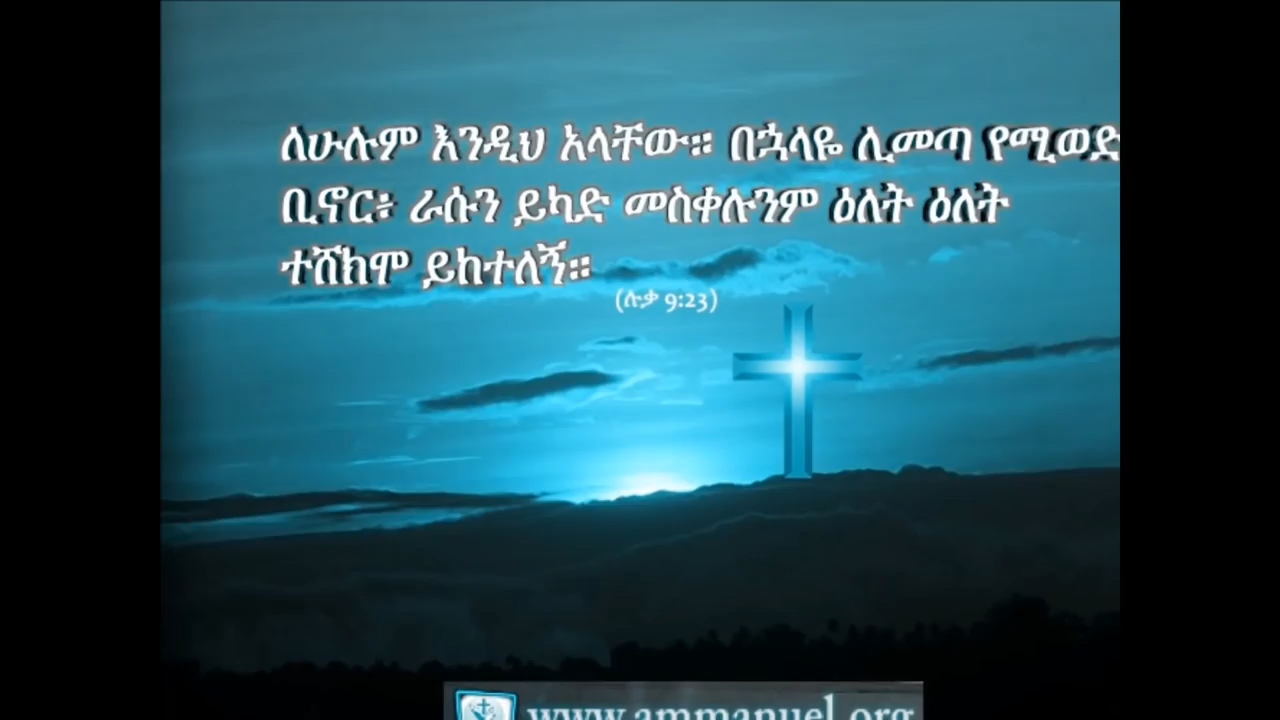 ለሁሉም እንዲህ አላቸው። በኋላዬ ሊመጣ የሚወድ
ቢኖር፥ ራሱን ይካድ መስቀሉንም ዕለት ዕለት
ተሸክሞ ይከተለኝ።
(ሉቃ 9:23)
www.ammanuel.org